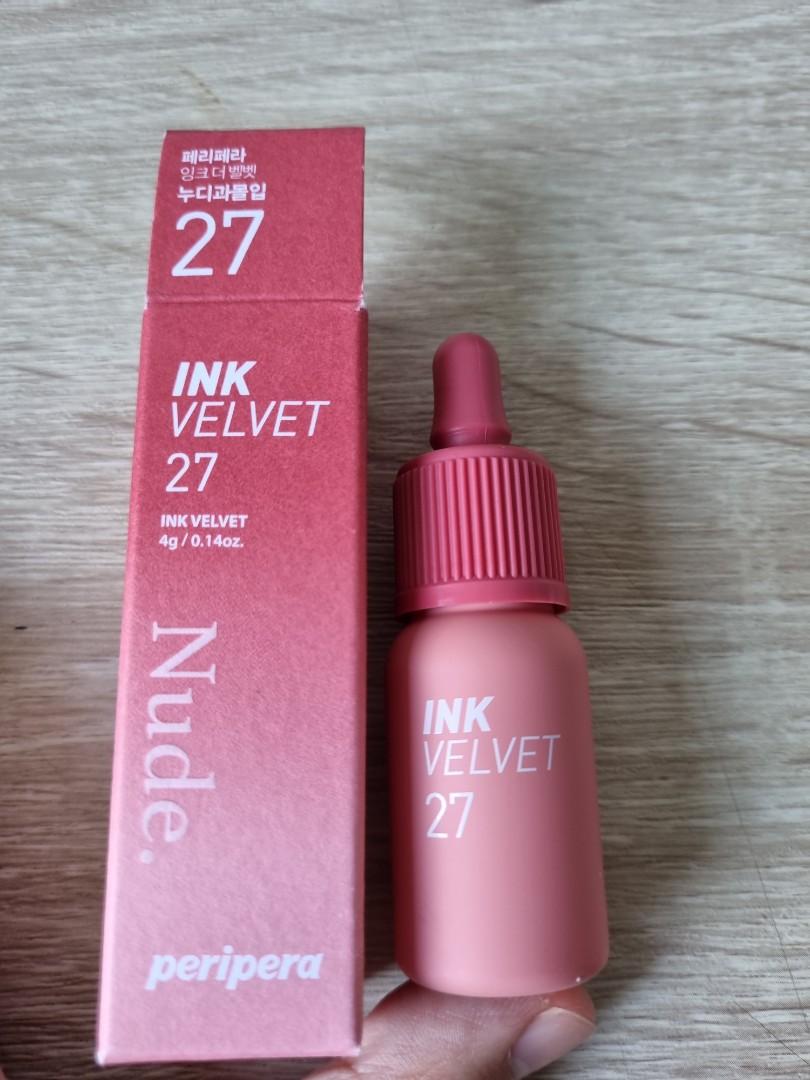 페리페라
잉크 더 벨벳
누디과몰입
27
INK
VELVET
27
INK VELVET
4g / 0.14oz.
Nude.
peripera
INK
VELVET
27